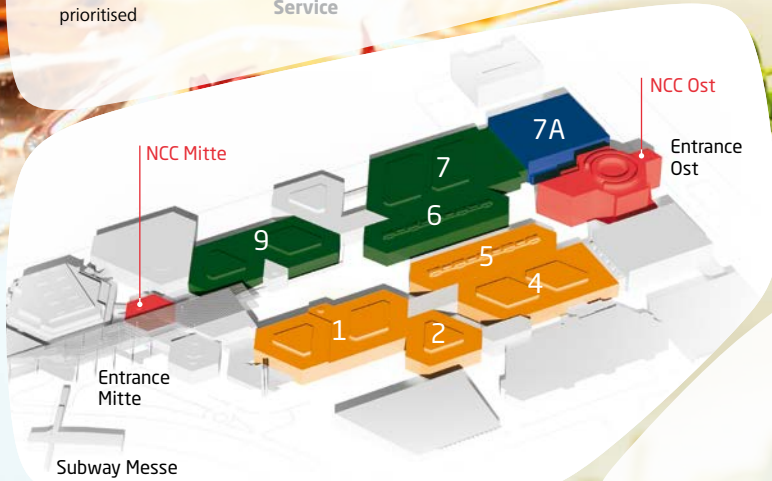 prioritised
Service
NCC Ost
7A
Entrance
Ost
NCC Mitte
7
6
9
5
4
1
2
Entrance
Mitte
Subway Messe